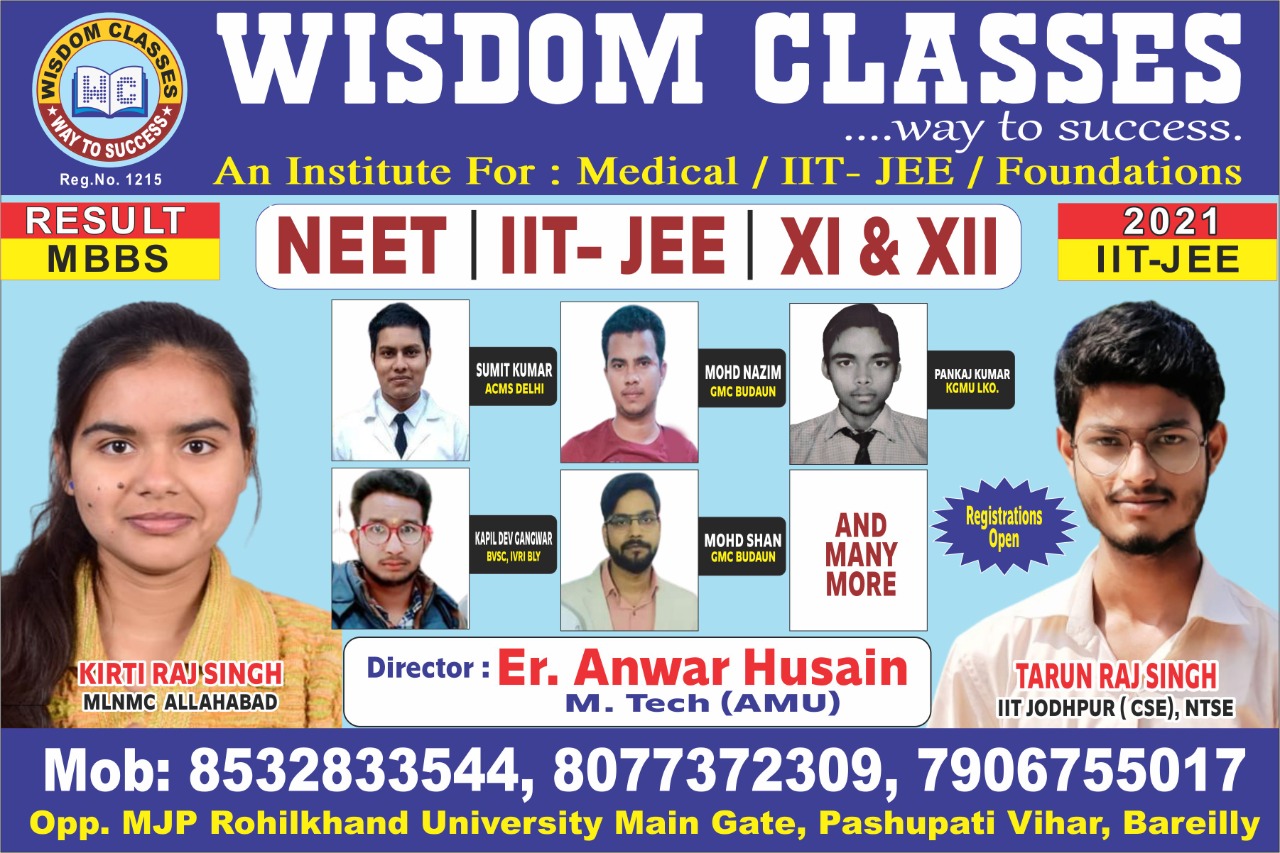 WISDOM CLASSES
WC
WAY TO SUCCESS
Reg.No. 1215
WISDOM CLASSES
....way to success.
An Institute For : Medical / IIT- JEE / Foundations
RESULT
MBBS
NEET | IIT- JEE | XI & XII
2021
IIT-JEE
SUMIT KUMAR
ACMS DELHI
MOHD NAZIM
GMC BUDAUN
PANKAJ KUMAR
KGMU LKO.
KAPIL DEV GANGWAR
BVSC, IVRI BLY
MOHD SHAN
GMC BUDAUN
AND
MANY
MORE
Registrations
Open
KIRTI RAJ SINGH
MLNMC ALLAHABAD
Director : Er. Anwar Husain
M. Tech (AMU)
TARUN RAJ SINGH
IIT JODHPUR ( CSE), NTSE
Mob: 8532833544, 8077372309, 7906755017
Opp. MJP Rohilkhand University Main Gate, Pashupati Vihar, Bareilly